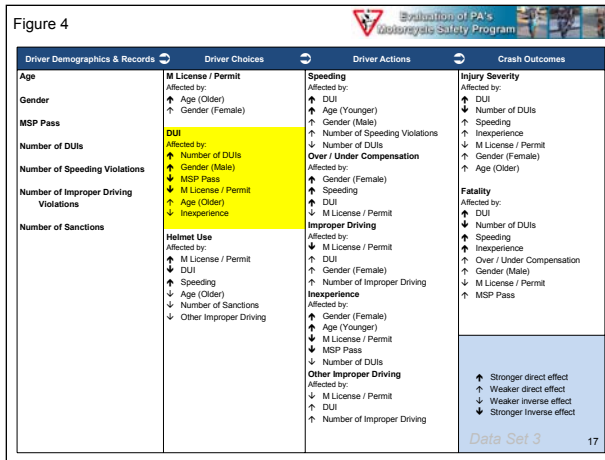 Figure 4
Evaluation of PA's
Motorcycle Safety Program
Driver Demographics & Records
Driver Choices
Driver Actions
Crash Outcomes
Age
Gender
MSP Pass
Number of DUIs
Number of Speeding Violations
Number of Improper Driving
Violations
Number of Sanctions
M License / Permit
Affected by:
↑ Age (Older)
↑ Gender (Female)
DUI
Affected by:
↑ Number of DUIs
↑ Gender (Male)
↓ MSP Pass
↓ M License / Permit
↑ Age (Older)
↓ Inexperience
Helmet Use
Affected by:
↑ M License / Permit
↓ DUI
↑ Speeding
↓ Age (Older)
↓ Number of Sanctions
↓ Other Improper Driving
Speeding
Affected by:
↑ DUI
↑ Age (Younger)
↑ Gender (Male)
↑ Number of Speeding Violations
↓ Number of DUIs
Over / Under Compensation
Affected by:
↑ Gender (Female)
↑ Speeding
↑ DUI
↓ M License / Permit
Improper Driving
Affected by:
↓ M License / Permit
↑ DUI
↑ Gender (Female)
↑ Number of Improper Driving
Inexperience
Affected by:
↑ Gender (Female)
↑ Age (Younger)
↓ M License / Permit
↓ MSP Pass
↓ Number of DUIs
Other Improper Driving
Affected by:
↓ M License / Permit
↑ DUI
↑ Number of Improper Driving
Injury Severity
Affected by:
↑ DUI
↓ Number of DUIs
↑ Speeding
↑ Inexperience
↓ M License / Permit
↑ Gender (Female)
↑ Age (Older)
Fatality
Affected by:
↑ DUI
↓ Number of DUIs
↑ Speeding
↑ Inexperience
↑ Over / Under Compensation
↑ Gender (Male)
↓ M License / Permit
↑ MSP Pass
↑ Stronger direct effect
↑ Weaker direct effect
↓ Weaker inverse effect
↓ Stronger Inverse effect
Data Set 3
17